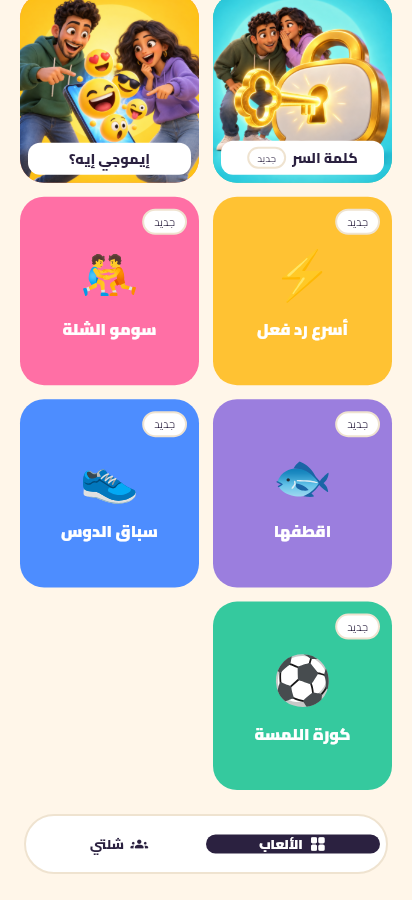 كلمة السر جديد
إيموجي إيه؟
جديد
أسرع رد فعل
جديد
سومو الشلة
جديد
اقطفها
جديد
سباق الدوس
جديد
كورة اللمسة
الألعاب
شلتي